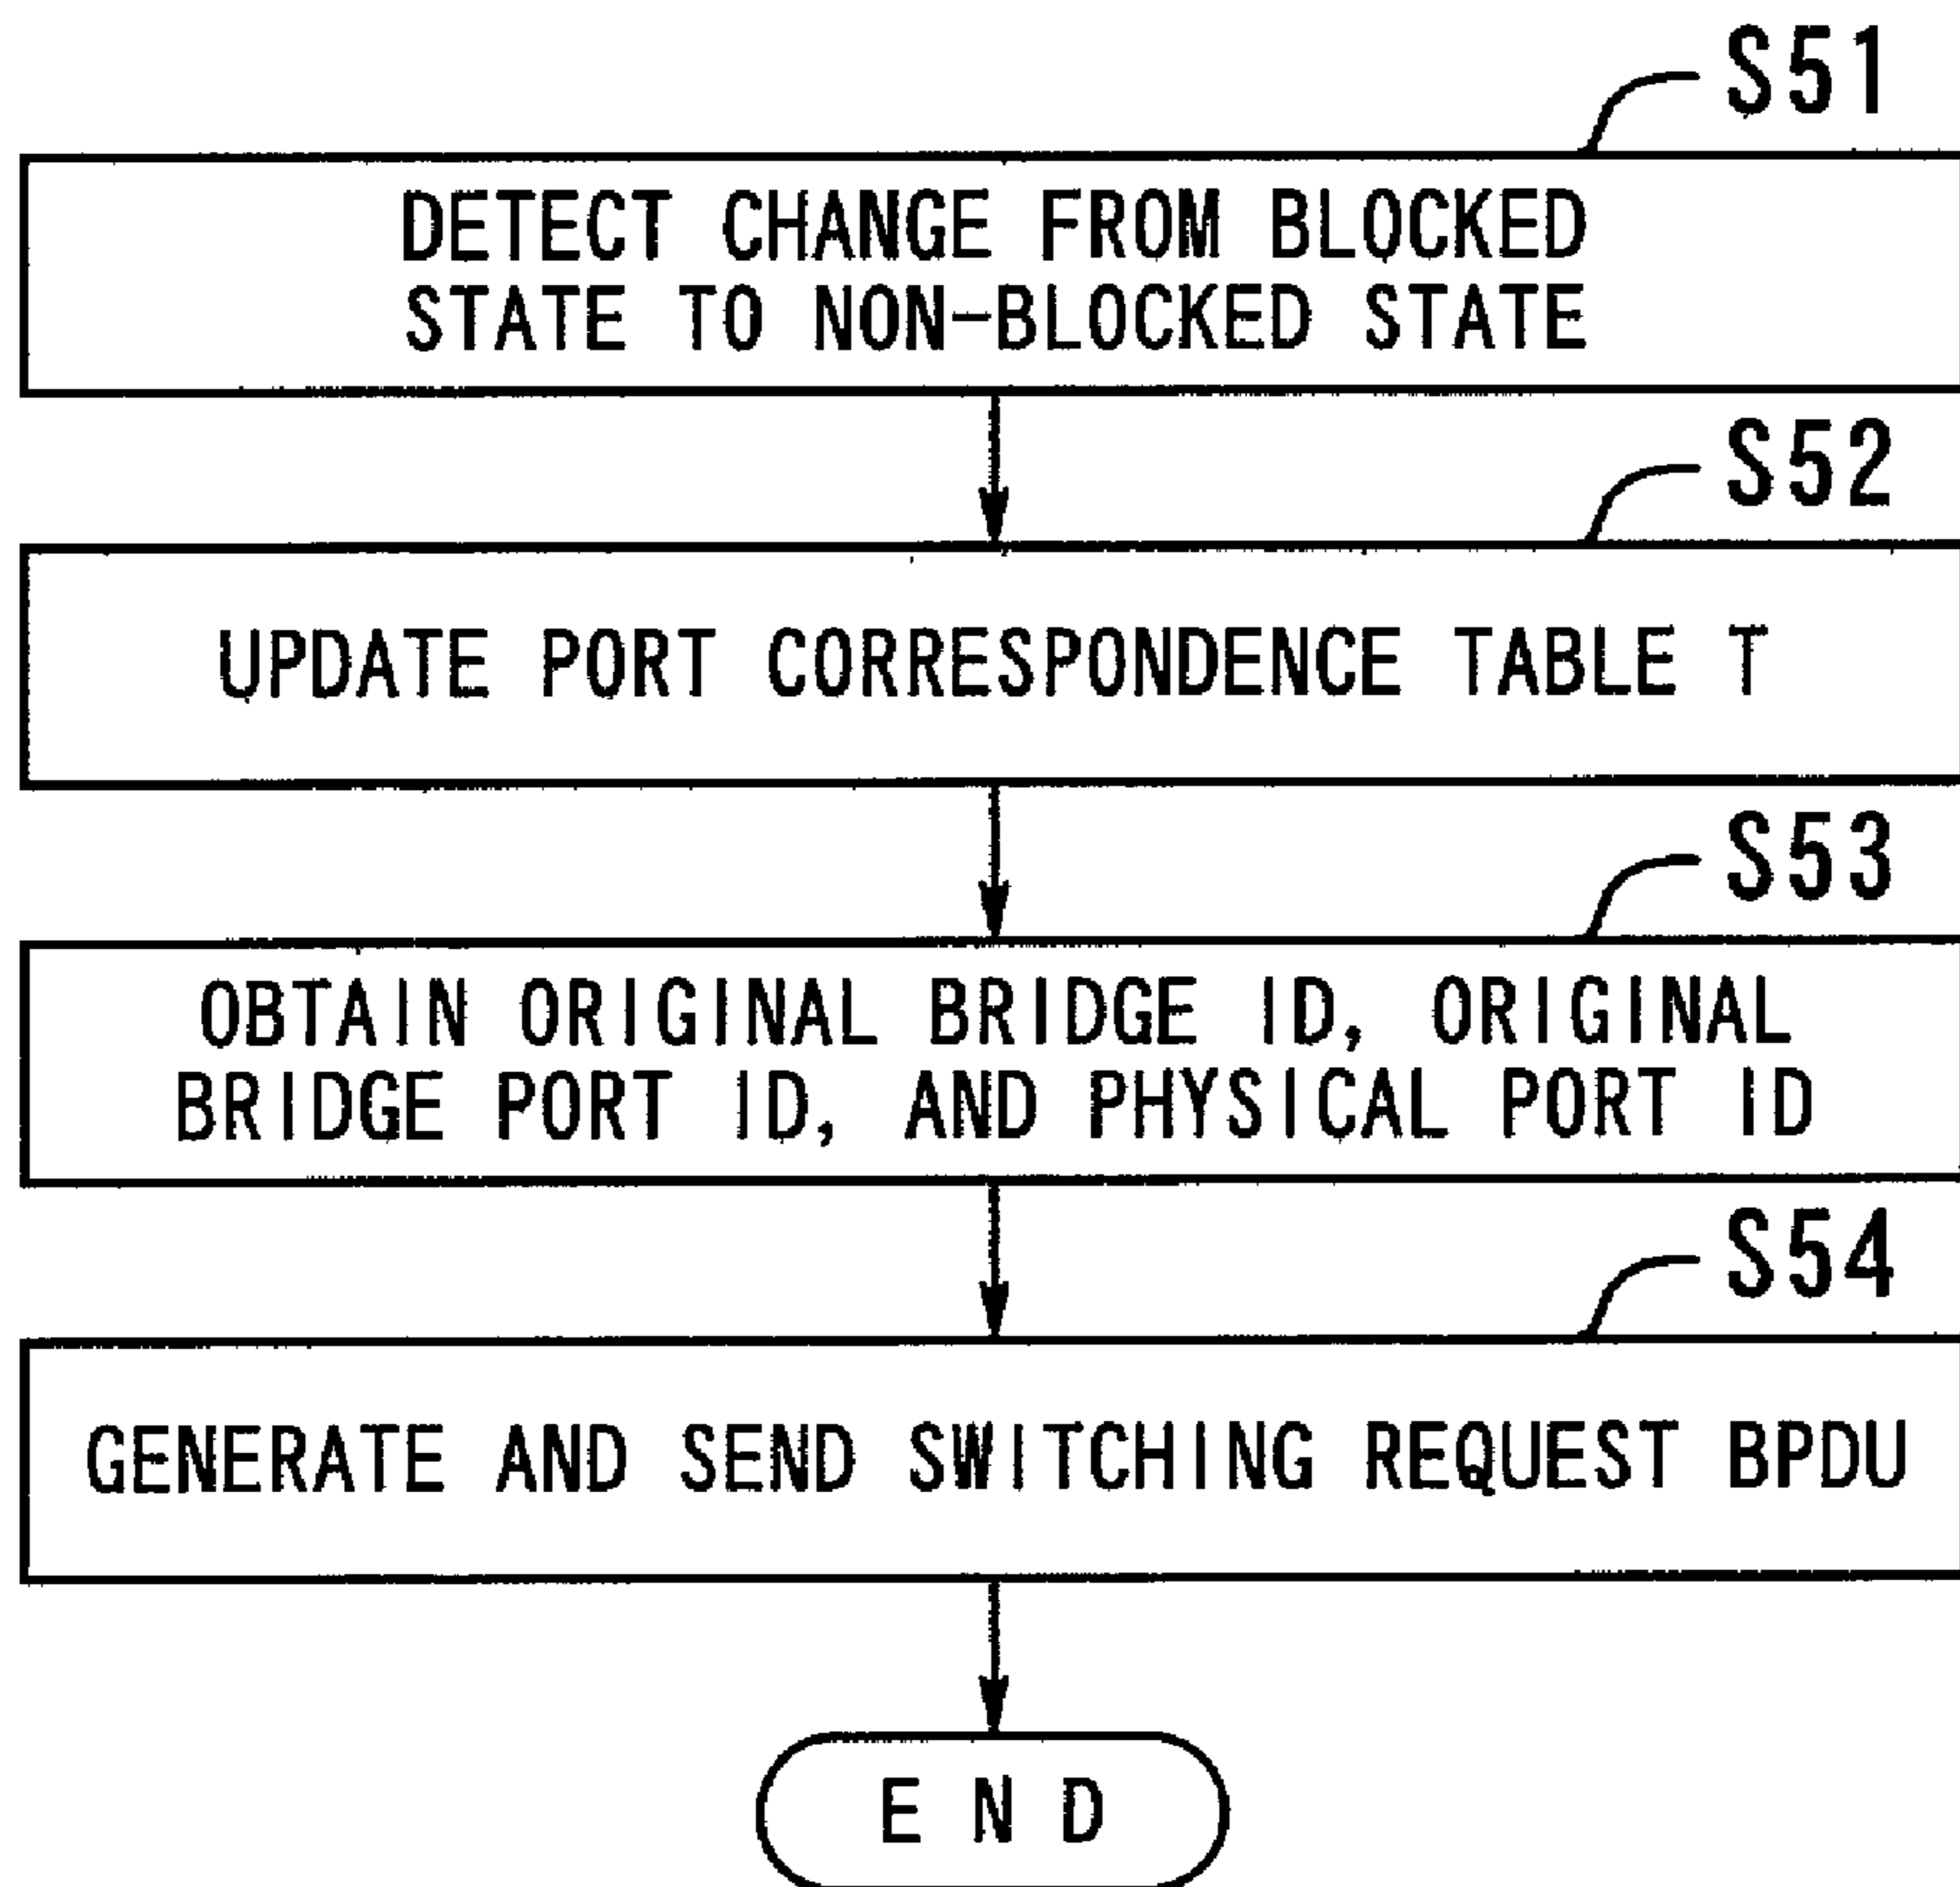 S51
DETECT CHANGE FROM BLOCKED
STATE TO NON-BLOCKED STATE
S52
UPDATE PORT CORRESPONDENCE TABLE T
S53
OBTAIN ORIGINAL BRIDGE ID, ORIGINAL
BRIDGE PORT ID, AND PHYSICAL PORT ID
S54
GENERATE AND SEND SWITCHING REQUEST BPDU
END